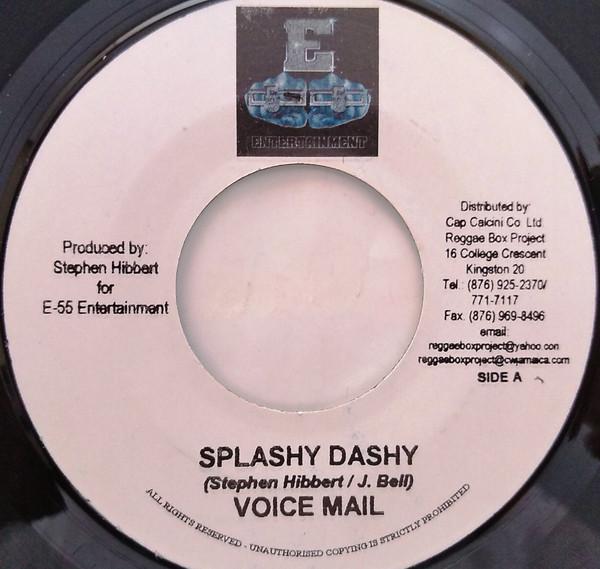 E
55
ENTERTAINMENT
Produced by:
Stephen Hibbert
for
E-55 Entertainment
Distributed by:
Cap Calcini Co. Ltd.
Reggae Box Project
16 College Crescent
Kingston 20
Tel.: (876) 925-2370/
771-7117
Fax. (876) 969-8496
email:
reggaeboxproject@yahoo.con
reggaeboxproject@cwjamaica.com
SIDE A
SPLASHY DASHY
(Stephen Hibbert / J. Bell)
VOICE MAIL
ALL RIGHTS RESERVED - UNAUTHORISED COPYING IS STRICTLY PROHIBITED